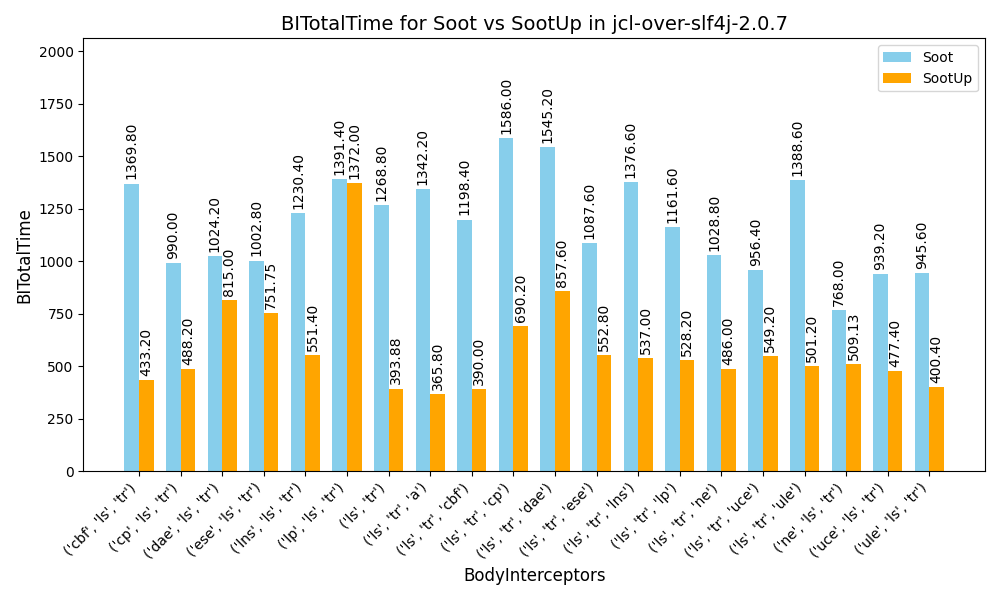 BITotalTime for Soot vs SootUp in jcl-over-slf4j-2.0.7
Soot
SootUp
BITotalTime
2000
1750
1500
1250
1000
750
500
250
0
1369.80
433.20
990.00
488.20
1024.20
815.00
1002.80
751.75
1230.40
551.40
1391.40
1372.00
1268.80
393.88
1342.20
365.80
1198.40
390.00
1586.00
690.20
1545.20
857.60
1087.60
552.80
1376.60
537.00
1161.60
528.20
1028.80
486.00
956.40
549.20
1388.60
501.20
768.00
509.13
939.20
477.40
945.60
400.40
('cbf', 'ls', 'tr')
('cp', 'ls', 'tr')
('dae', 'ls', 'tr')
('ese', 'ls', 'tr')
('lns', 'ls', 'tr')
('lp', 'ls', 'tr')
('ls', 'tr')
('ls', 'tr', 'a')
('ls', 'tr', 'cbf')
('ls', 'tr', 'cp')
('ls', 'tr', 'dae')
('ls', 'tr', 'ese')
('ls', 'tr', 'lns')
('ls', 'tr', 'lp')
('ls', 'tr', 'ne')
('ls', 'tr', 'uce')
('ls', 'tr', 'ule')
('ne', 'ls', 'tr')
('uce', 'ls', 'tr')
('ule', 'ls', 'tr')
BodyInterceptors